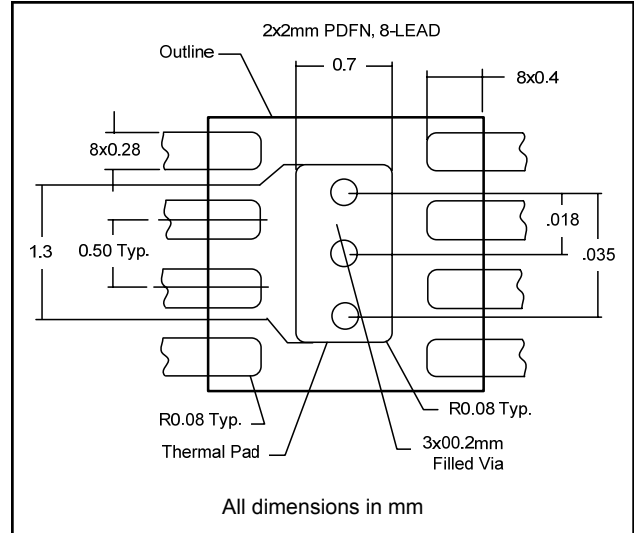 2x2mm PDFN, 8-LEAD
Outline
0.7
8x0.4
8x0.28
.018
1.3
0.50 Typ.
.035
R0.08 Typ.
R0.08 Typ.
Thermal Pad
3x00.2mm
Filled Via
All dimensions in mm